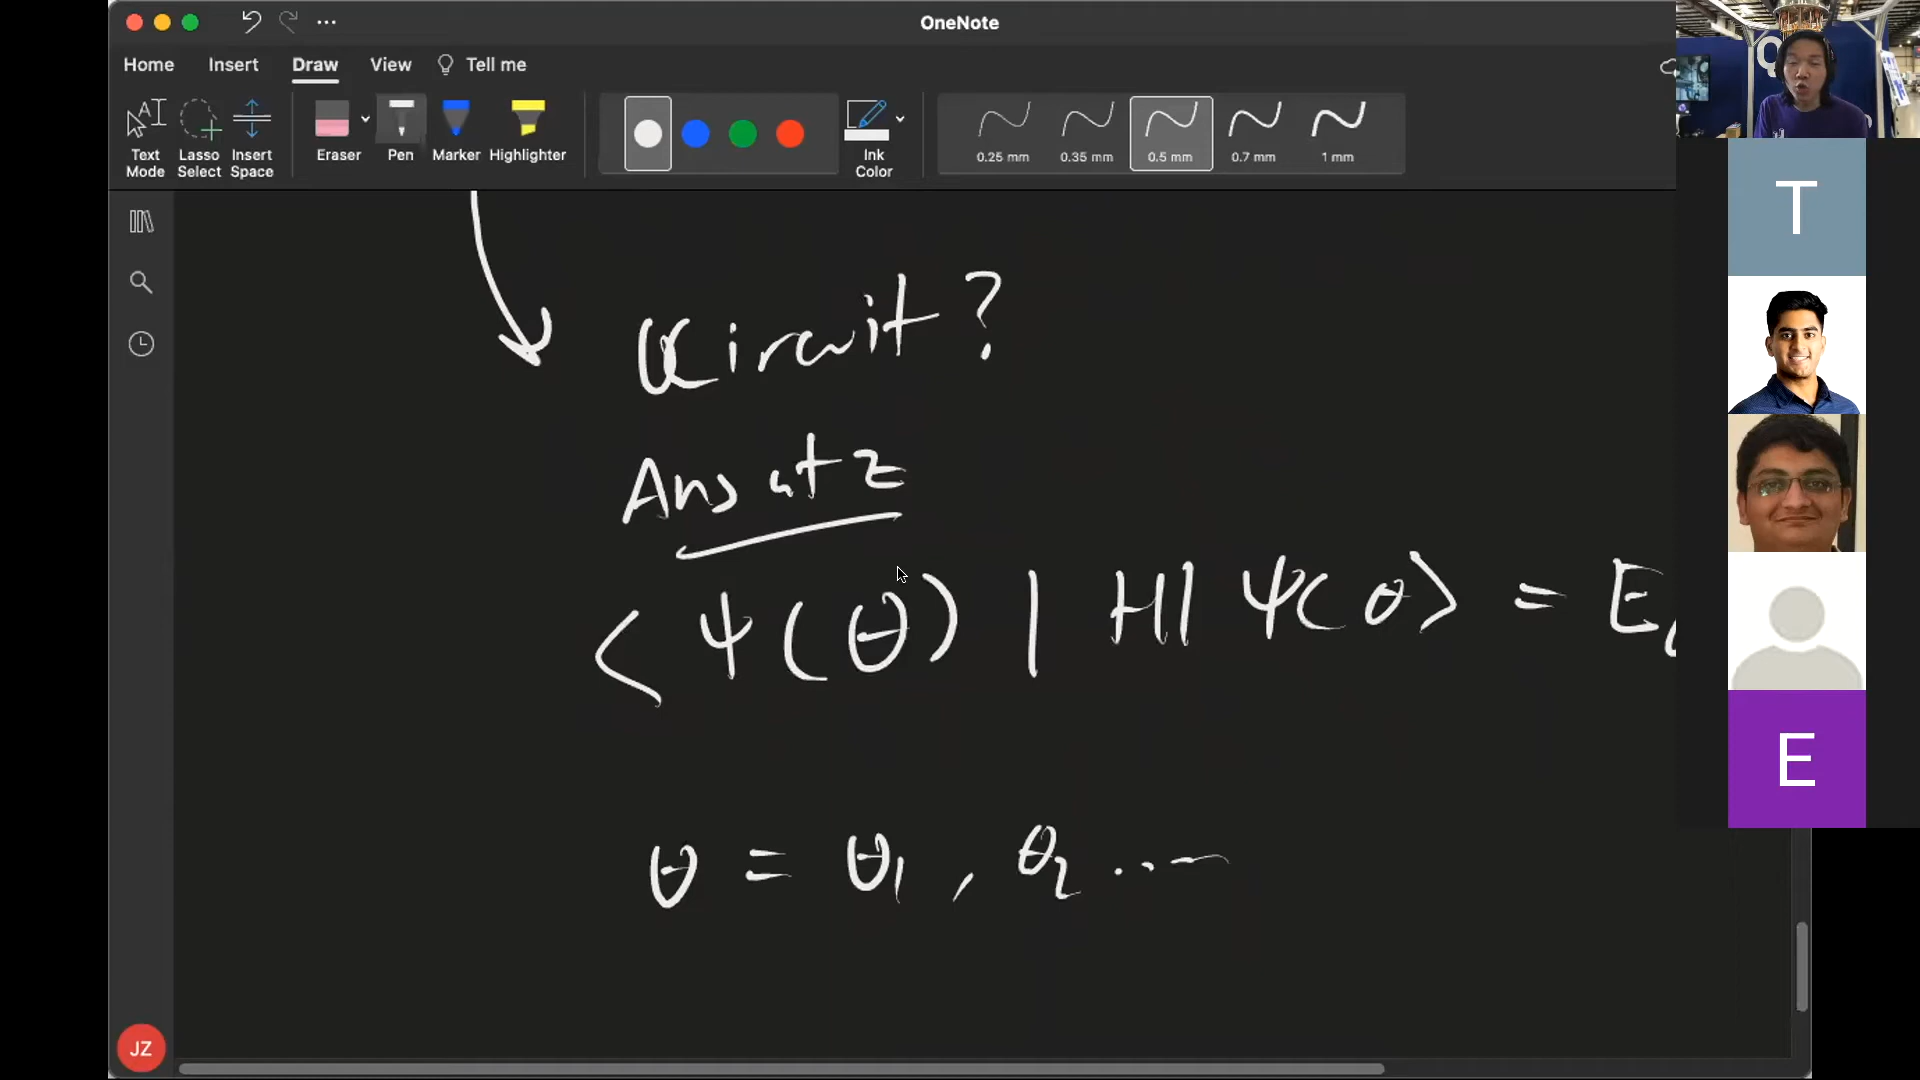 OneNote
Home Insert Draw View Tell me
Text Mode
Lasso Select
Insert Space
Eraser
Pen
Marker
Highlighter
Ink Color
0.25 mm
0.35 mm
0.5 mm
0.7 mm
1 mm
Q
T
Circuit?
Ansatz
⟨ψ(θ) | H | ψ(θ⟩ = E
E
θ = θ1 , θ2 ....
JZ